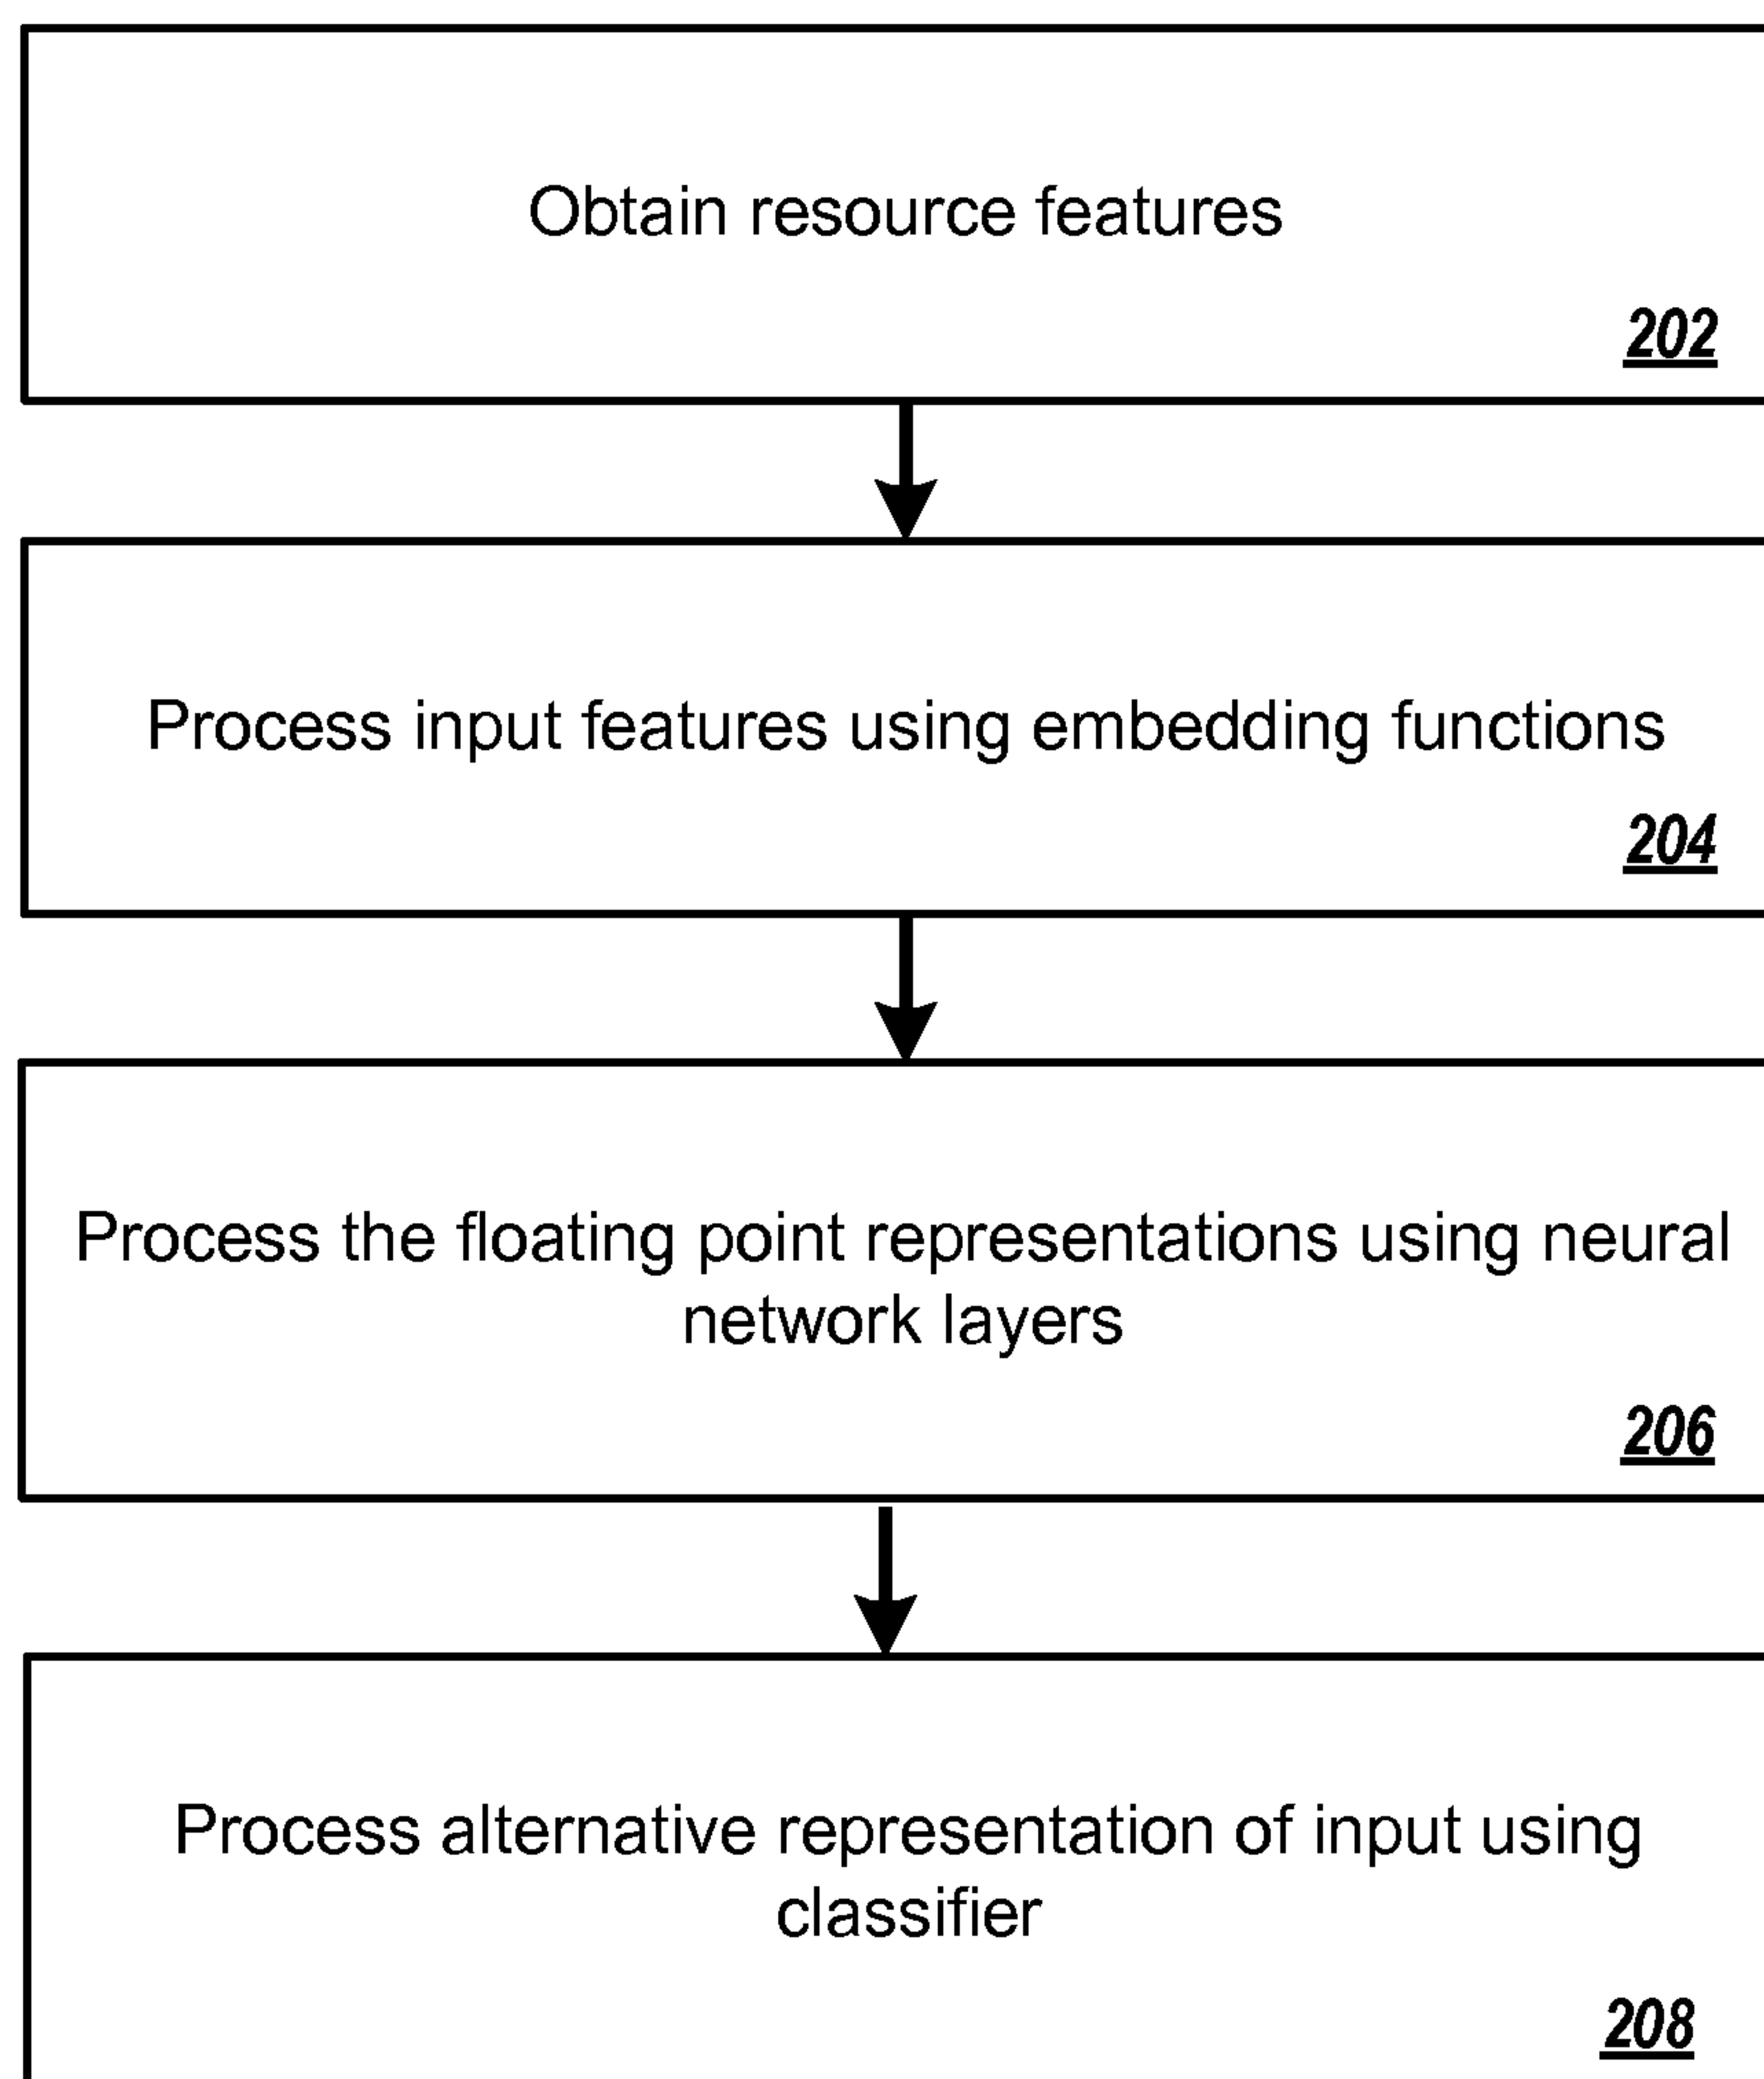 Obtain resource features
202
Process input features using embedding functions
204
Process the floating point representations using neural
network layers
206
Process alternative representation of input using
classifier
208